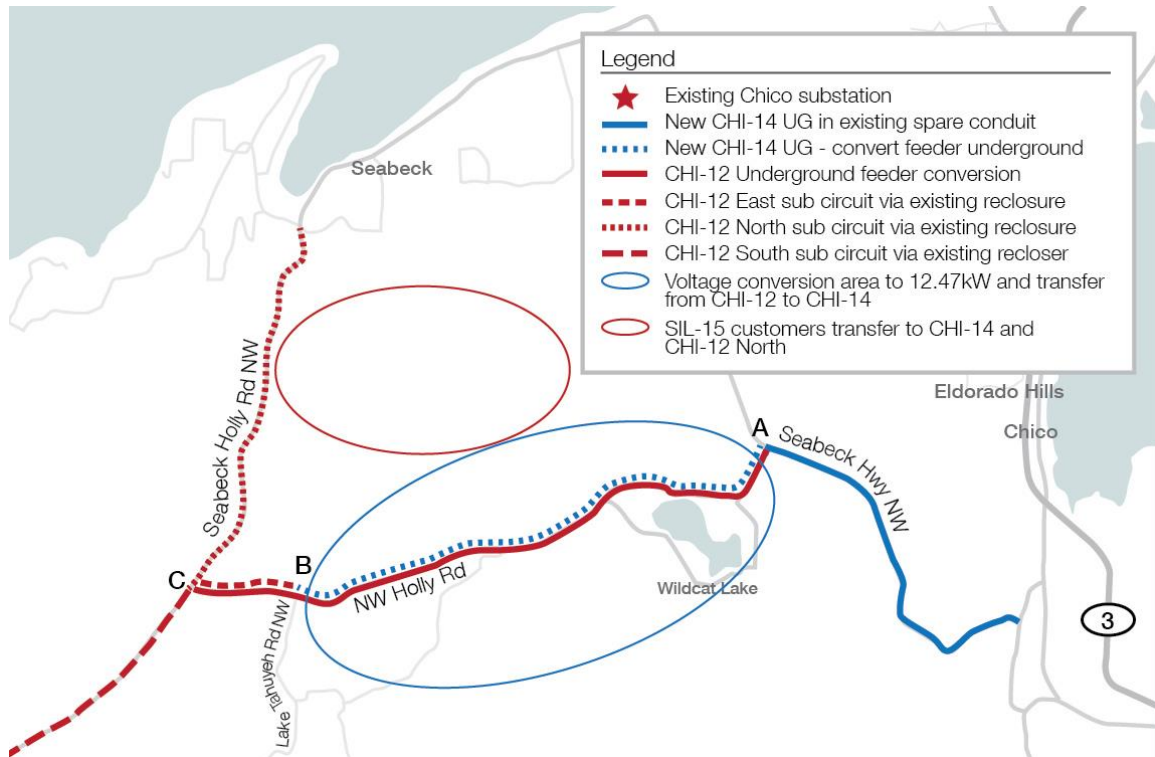 Legend
Existing Chico substation
New CHI-14 UG in existing spare conduit
New CHI-14 UG - convert feeder underground
CHI-12 Underground feeder conversion
CHI-12 East sub circuit via existing reclosure
CHI-12 North sub circuit via existing reclosure
CHI-12 South sub circuit via existing recloser
Voltage conversion area to 12.47kW and transfer
from CHI-12 to CHI-14
SIL-15 customers transfer to CHI-14 and
CHI-12 North
Seabeck
Seabeck Holly Rd NW
Eldorado Hills
Chico
A
Seabeck Hwy NW
B
C
NW Holly Rd
Wildcat Lake
Lake Tahuyeh Rd NW
3